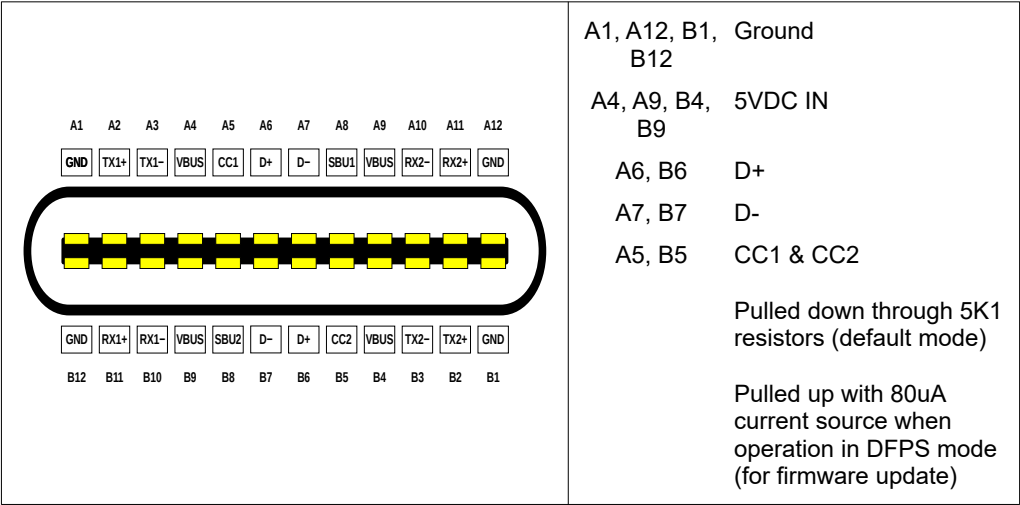 A1 A2 A3 A4 A5 A6 A7 A8 A9 A10 A11 A12
GND TX1+ TX1− VBUS CC1 D+ D− SBU1 VBUS RX2− RX2+ GND
GND RX1+ RX1− VBUS SBU2 D− D+ CC2 VBUS TX2− TX2+ GND
B12 B11 B10 B9 B8 B7 B6 B5 B4 B3 B2 B1
A1, A12, B1, Ground
B12
A4, A9, B4, 5VDC IN
B9
A6, B6 D+
A7, B7 D-
A5, B5 CC1 & CC2
Pulled down through 5K1
resistors (default mode)
Pulled up with 80uA
current source when
operation in DFPS mode
(for firmware update)